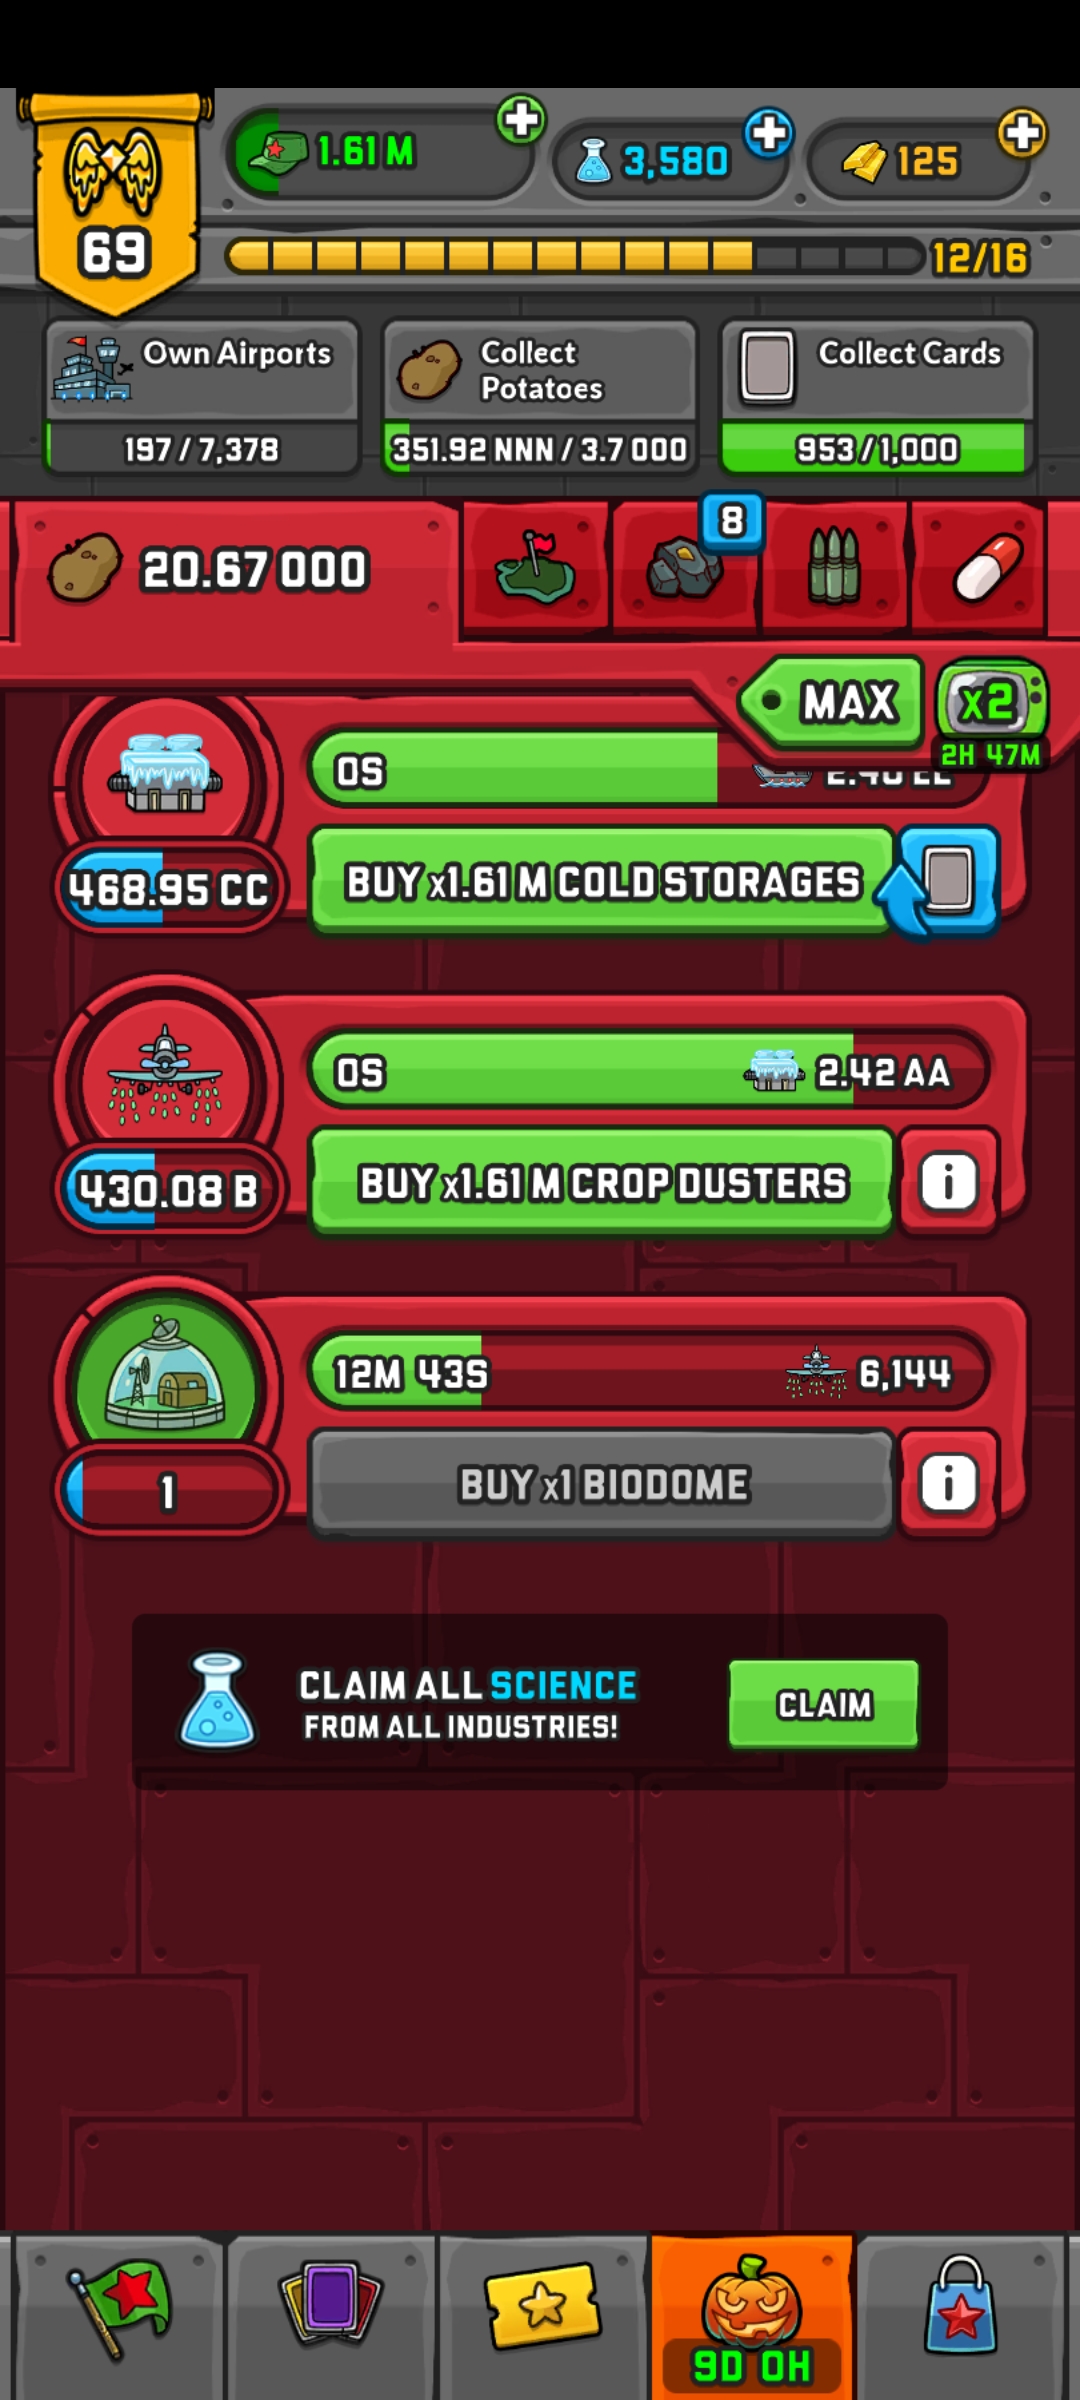 69
1.61 M
3,580
125
12/16
Own Airports
197 / 7,378
Collect
Potatoes
351.92 NNN / 3.7 OOO
Collect Cards
953 / 1,000
20.67 OOO
8
MAX
x2
2H 47M
0S
468.95 CC
BUY x1.61 M COLD STORAGES
0S
2.42 AA
430.08 B
BUY x1.61 M CROP DUSTERS
i
12M 43S
6,144
1
BUY x1 BIODOME
i
CLAIM ALL SCIENCE
FROM ALL INDUSTRIES!
CLAIM
9D 0H